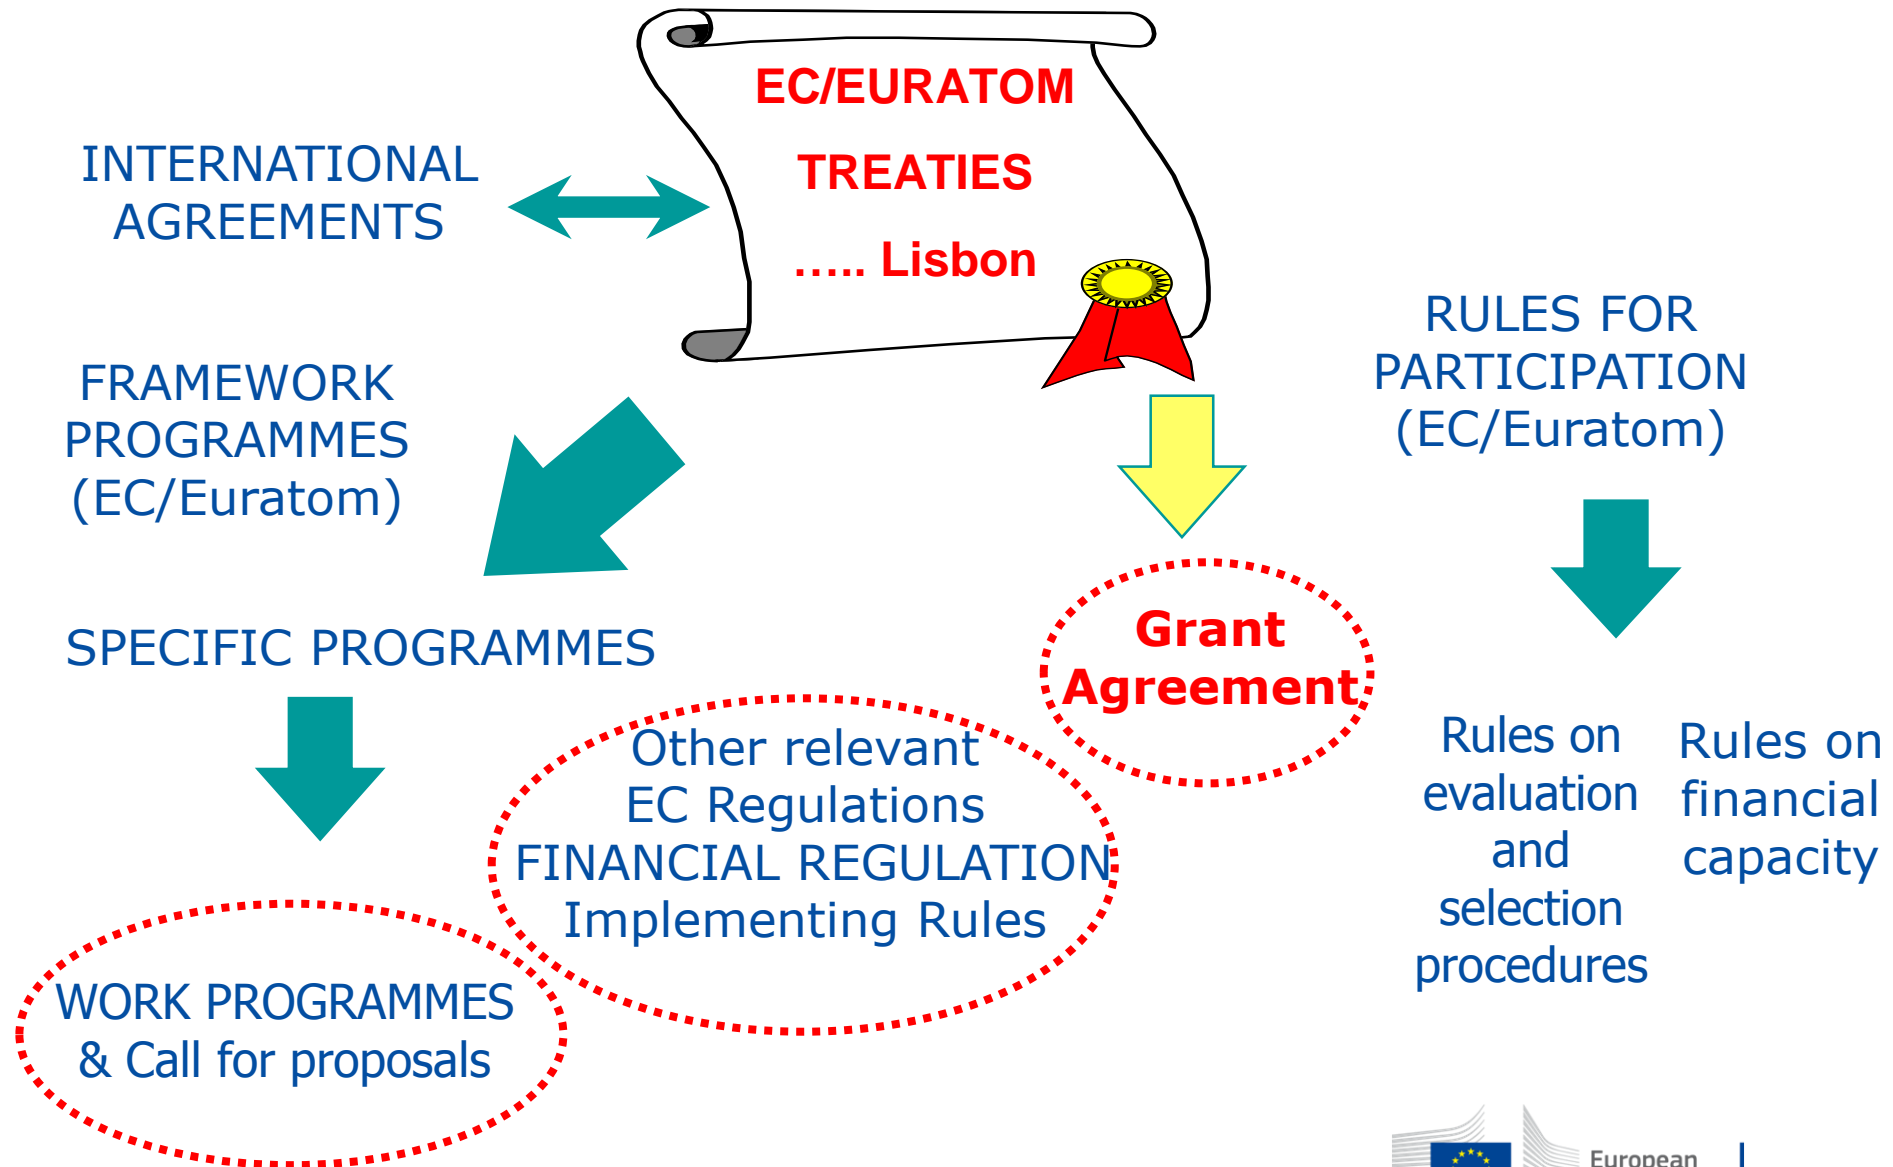 EC/EURATOM
TREATIES
..... Lisbon
INTERNATIONAL
AGREEMENTS
FRAMEWORK
PROGRAMMES
(EC/Euratom)
RULES FOR
PARTICIPATION
(EC/Euratom)
SPECIFIC PROGRAMMES
Grant
Agreement
Other relevant
EC Regulations
FINANCIAL REGULATION
Implementing Rules
Rules on
evaluation
and
selection
procedures
Rules on
financial
capacity
WORK PROGRAMMES
& Call for proposals
European